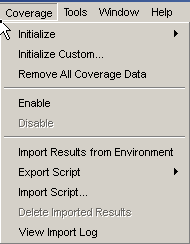 Coverage Tools Window Help
Initialize
Initialize Custom...
Remove All Coverage Data
Enable
Disable
Import Results from Environment
Export Script
Import Script...
Delete Imported Results
View Import Log